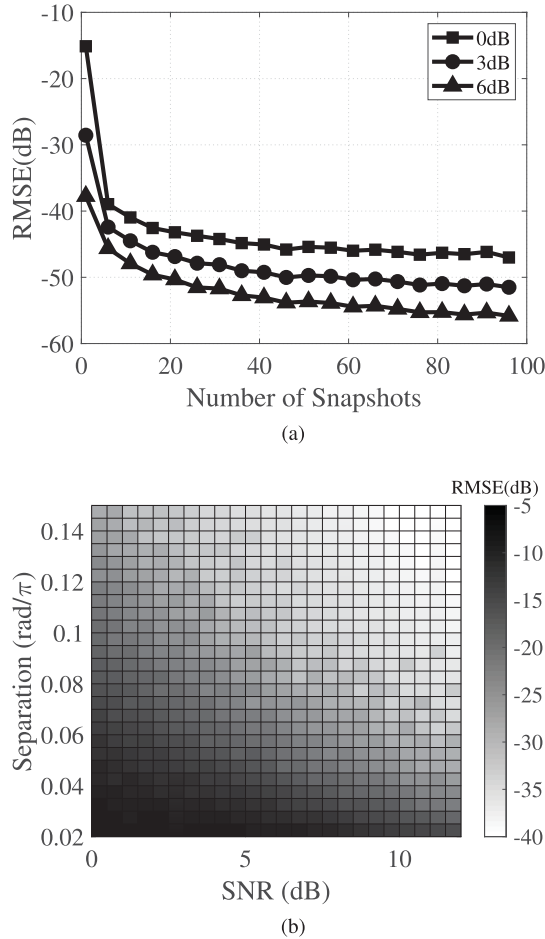 -10
0dB
3dB
6dB
-20
-30
-40
-50
-60
RMSE(dB)
0 20 40 60 80 100
Number of Snapshots
(a)
RMSE(dB)
0.14
0.12
0.1
0.08
0.06
0.04
0.02
Separation (rad/π)
-5
-10
-15
-20
-25
-30
-35
-40
0 5 10
SNR (dB)
(b)